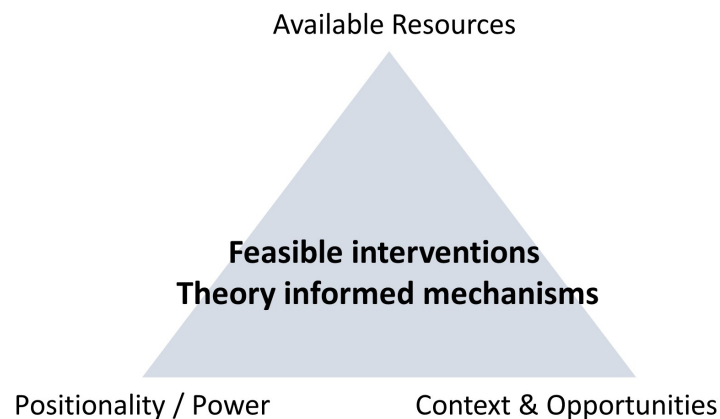 Available Resources
Feasible interventions
Theory informed mechanisms
Positionality / Power
Context & Opportunities